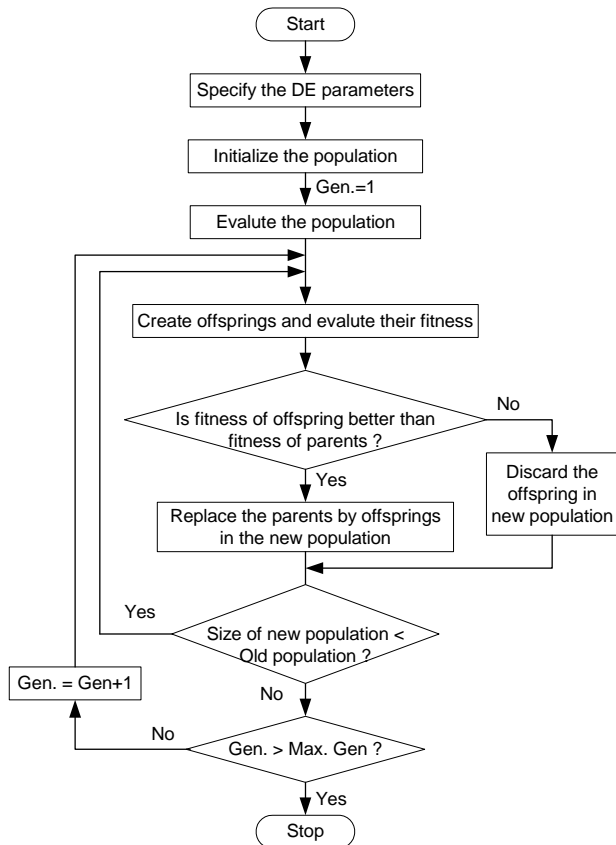 Start
Specify the DE parameters
Initialize the population
Gen.=1
Evalute the population
Create offsprings and evalute their fitness
Is fitness of offspring better than
fitness of parents ?
No
Yes
Discard the
offspring in
new population
Replace the parents by offsprings
in the new population
Yes
Size of new population <
Old population ?
Gen. = Gen+1
No
No
Gen. > Max. Gen ?
Yes
Stop